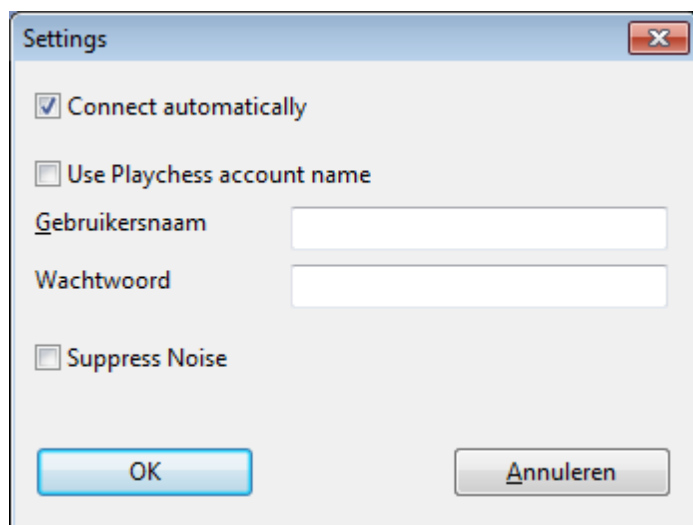 Settings
Connect automatically
Use Playchess account name
Gebruikersnaam
Wachtwoord
Suppress Noise
OK
Annuleren